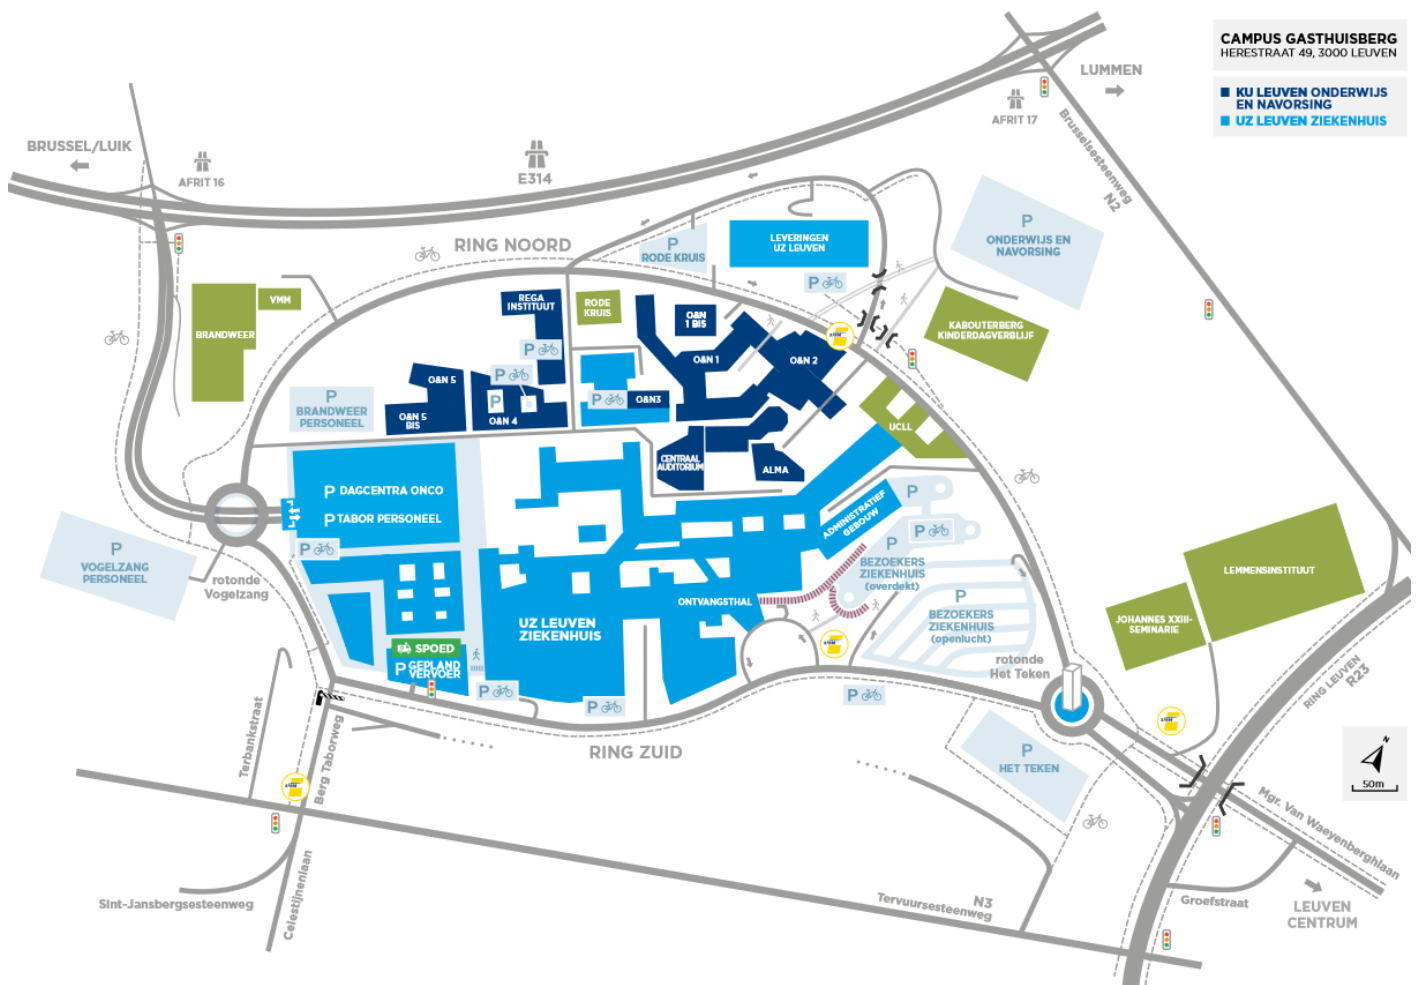 CAMPUS GASTHUISBERG
HERESTRAAT 49, 3000 LEUVEN
KU LEUVEN ONDERWIJS
EN NAVORSING
UZ LEUVEN ZIEKENHUIS
LUMMEN
AFRIT 17
Brusselsesteenweg
N2
BRUSSEL/LUIK
AFRIT 16
E314
RING NOORD
P
RODE KRUIS
LEVERINGEN
UZ LEUVEN
P
ONDERWIJS EN
NAVORSING
P
VMM
BRANDWEER
REGA
INSTITUUT
RODE
KRUIS
O&N
1 BIS
KABOUTERBERG
KINDERDAGVERBLIJF
P
O&N 1
O&N 2
P
O&N 5
P
P
BRANDWEER
PERSONEEL
O&N 5
BIS
P
O&N 4
P
O&N3
UCLL
CENTRAAL
AUDITORIUM
ALMA
P DAGCENTRA ONCO
P TABOR PERSONEEL
P
P
VOGELZANG
PERSONEEL
rotonde
Vogelzang
ADMINISTRATIEF
GEBOUW
P
P
P
BEZOEKERS
ZIEKENHUIS
(overdekt)
P
BEZOEKERS
ZIEKENHUIS
(openlucht)
LEMMENSINSTITUUT
JOHANNES XXIII-
SEMINARIE
ONTVANGSTHAL
UZ LEUVEN
ZIEKENHUIS
SPOED
P GEPLAND
VERVOER
P
P
P
rotonde
Het Teken
RING LEUVEN
R23
RING ZUID
P
HET TEKEN
N
50m
Terbankstraat
Berg Taborweg
Mgr. Van Waeyenberghlaan
Sint-Jansbergsesteenweg
Celestijnenlaan
N3
Tervuursesteenweg
Groefstraat
LEUVEN
CENTRUM